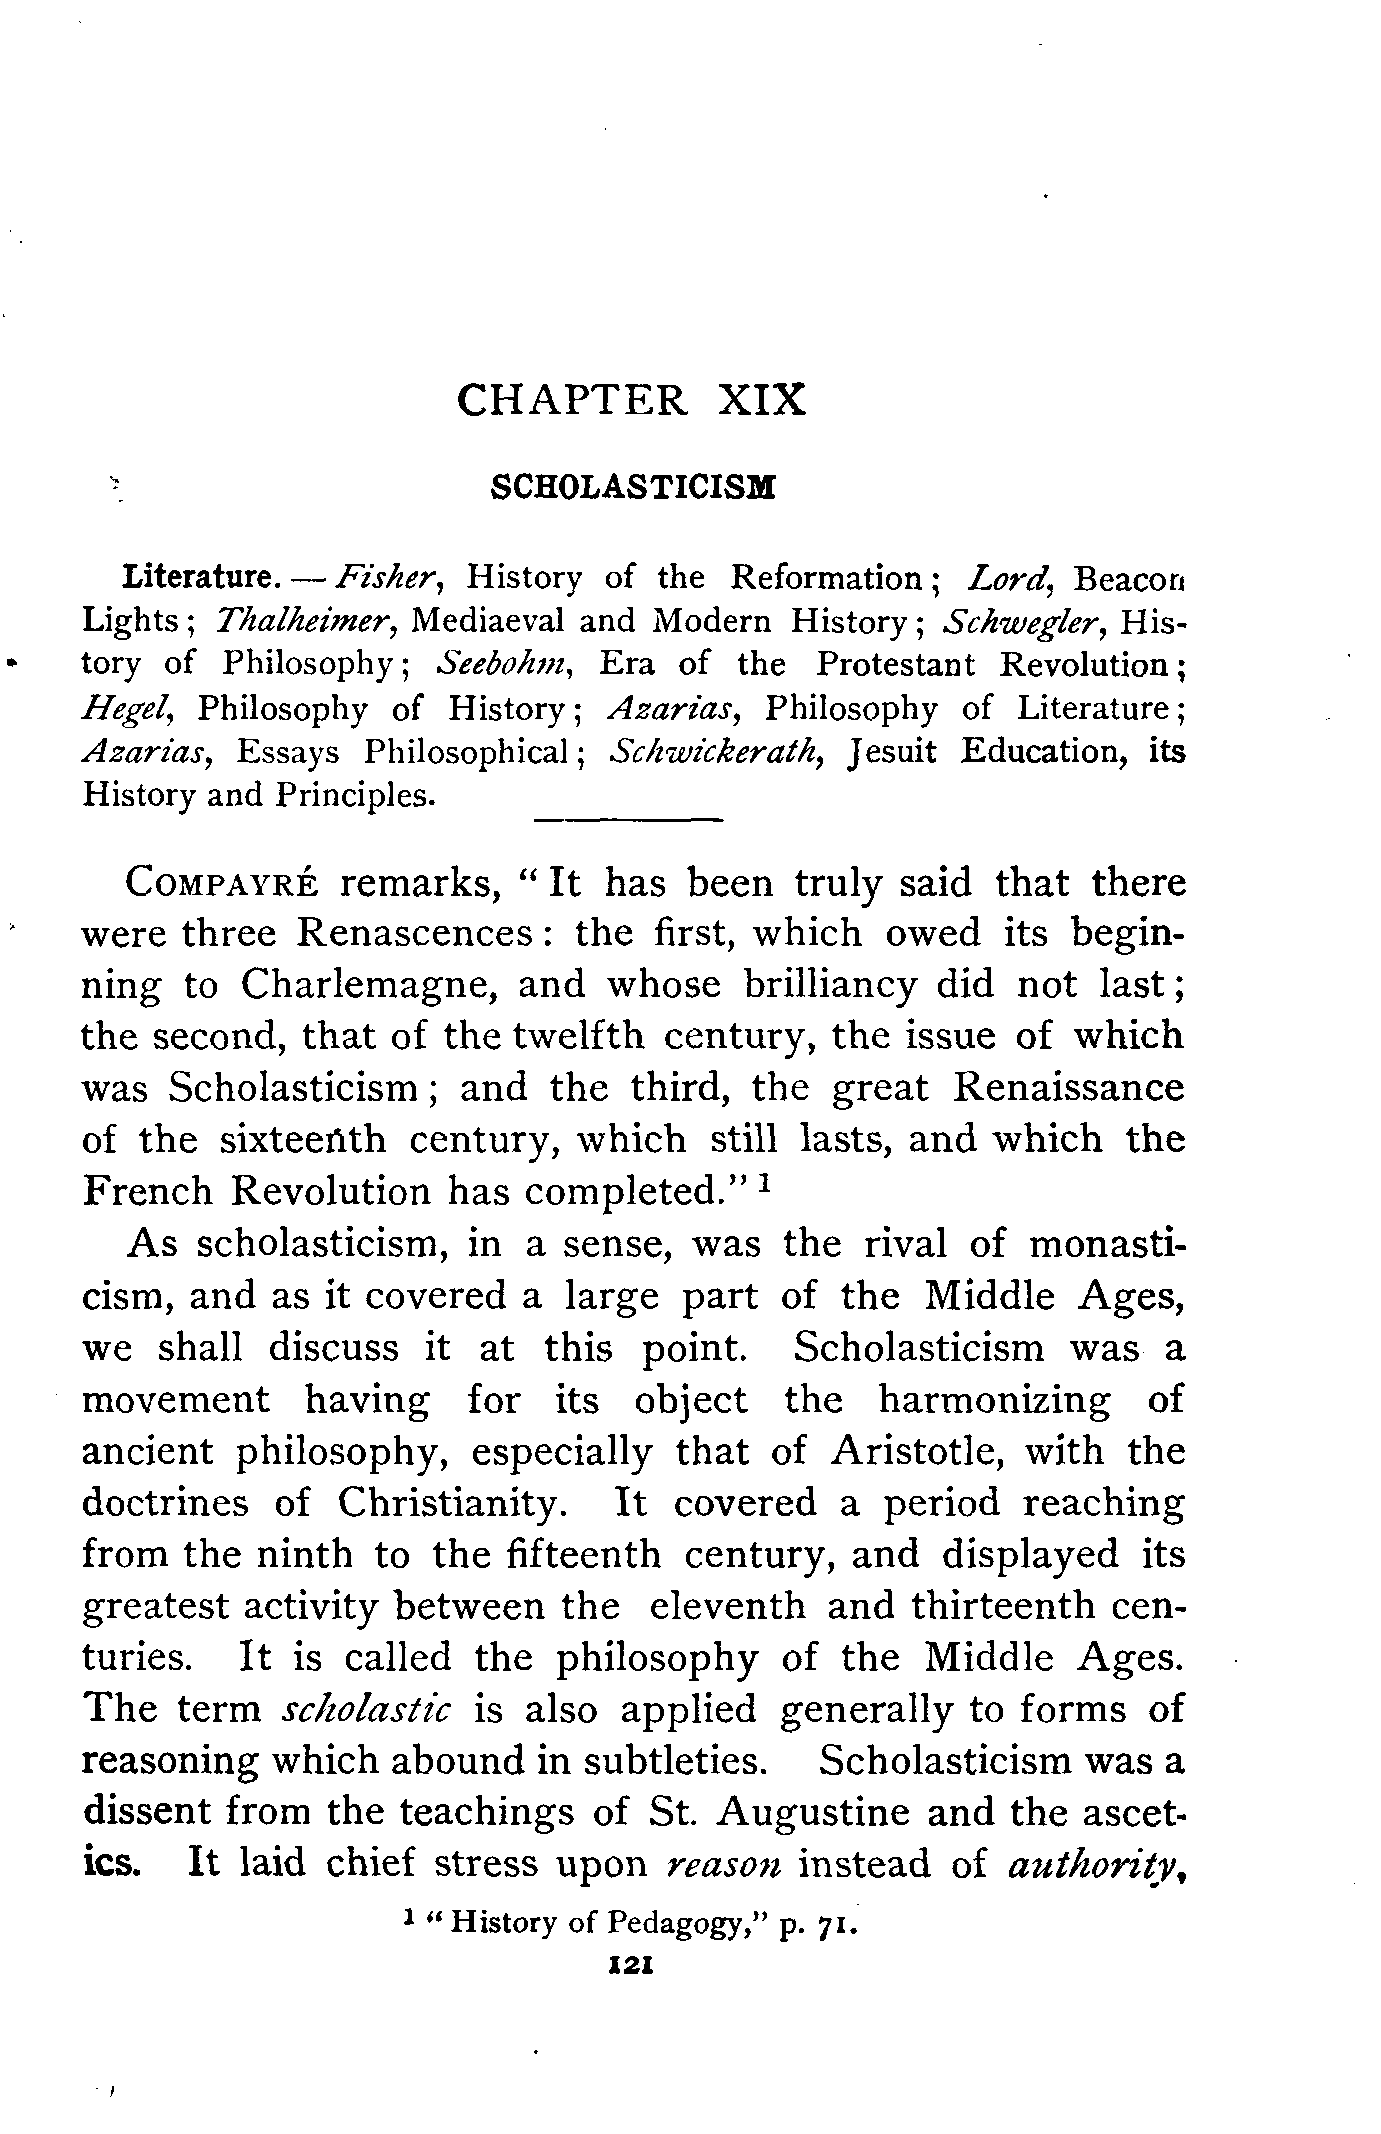 CHAPTER XIX
SCHOLASTICISM
Literature. — Fisher, History of the Reformation; Lord, Beacon
Lights; Thalheimer, Mediaeval and Modern History; Schwegler, His-
tory of Philosophy; Seebohm, Era of the Protestant Revolution;
Hegel, Philosophy of History; Azarias, Philosophy of Literature;
Azarias, Essays Philosophical; Schwickerath, Jesuit Education, its
History and Principles.
COMPAYRÉ remarks, "It has been truly said that there
were three Renascences: the first, which owed its begin-
ning to Charlemagne, and whose brilliancy did not last;
the second, that of the twelfth century, the issue of which
was Scholasticism; and the third, the great Renaissance
of the sixteenth century, which still lasts, and which the
French Revolution has completed." 1
As scholasticism, in a sense, was the rival of monasti-
cism, and as it covered a large part of the Middle Ages,
we shall discuss it at this point. Scholasticism was a
movement having for its object the harmonizing of
ancient philosophy, especially that of Aristotle, with the
doctrines of Christianity. It covered a period reaching
from the ninth to the fifteenth century, and displayed its
greatest activity between the eleventh and thirteenth cen-
turies. It is called the philosophy of the Middle Ages.
The term scholastic is also applied generally to forms of
reasoning which abound in subtleties. Scholasticism was a
dissent from the teachings of St. Augustine and the ascet-
ics. It laid chief stress upon reason instead of authority,
1 "History of Pedagogy," p. 71.
121